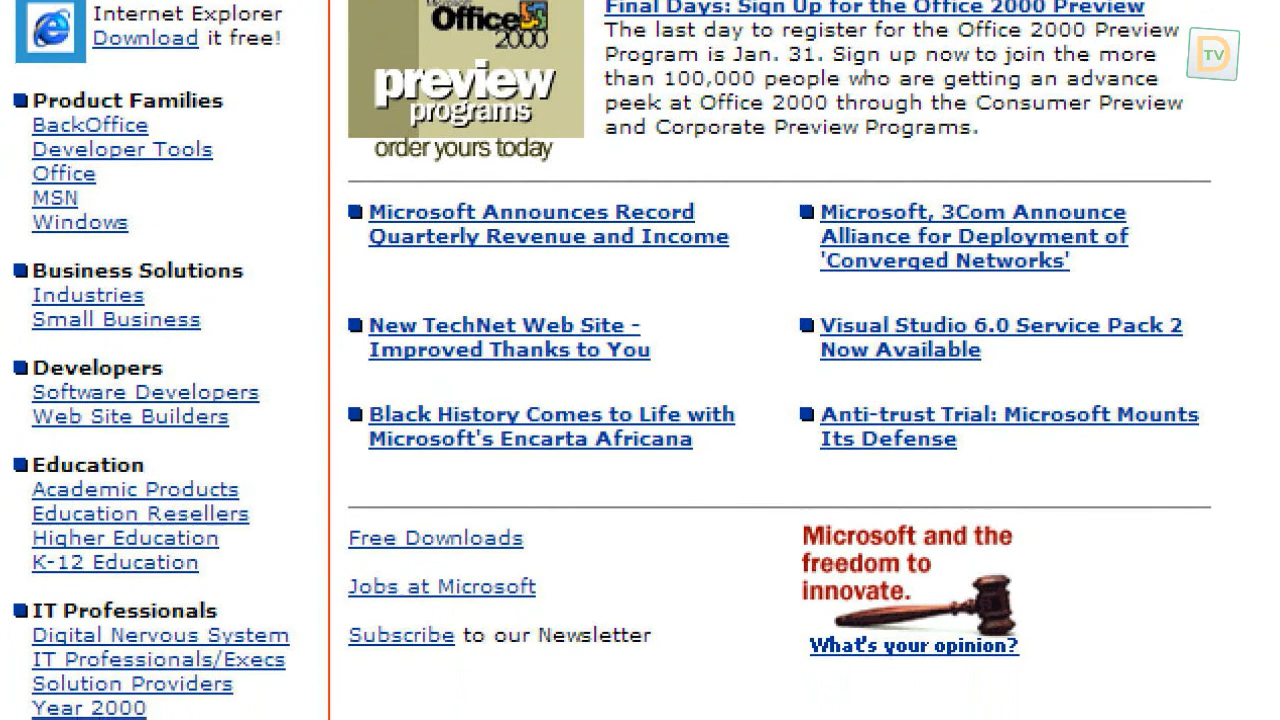 Internet Explorer
Download it free!
Product Families
BackOffice
Developer Tools
Office
MSN
Windows
Business Solutions
Industries
Small Business
Developers
Software Developers
Web Site Builders
Education
Academic Products
Education Resellers
Higher Education
K-12 Education
IT Professionals
Digital Nervous System
IT Professionals/Execs
Solution Providers
Year 2000
Office
2000
preview
programs
order yours today
Final Days: Sign Up for the Office 2000 Preview
The last day to register for the Office 2000 Preview
Program is Jan. 31. Sign up now to join the more
than 100,000 people who are getting an advance
peek at Office 2000 through the Consumer Preview
and Corporate Preview Programs.
Microsoft Announces Record
Quarterly Revenue and Income
Microsoft, 3Com Announce
Alliance for Deployment of
'Converged Networks'
New TechNet Web Site -
Improved Thanks to You
Visual Studio 6.0 Service Pack 2
Now Available
Black History Comes to Life with
Microsoft's Encarta Africana
Anti-trust Trial: Microsoft Mounts
Its Defense
Free Downloads
Jobs at Microsoft
Subscribe to our Newsletter
Microsoft and the
freedom to
innovate.
What's your opinion?
D
TV